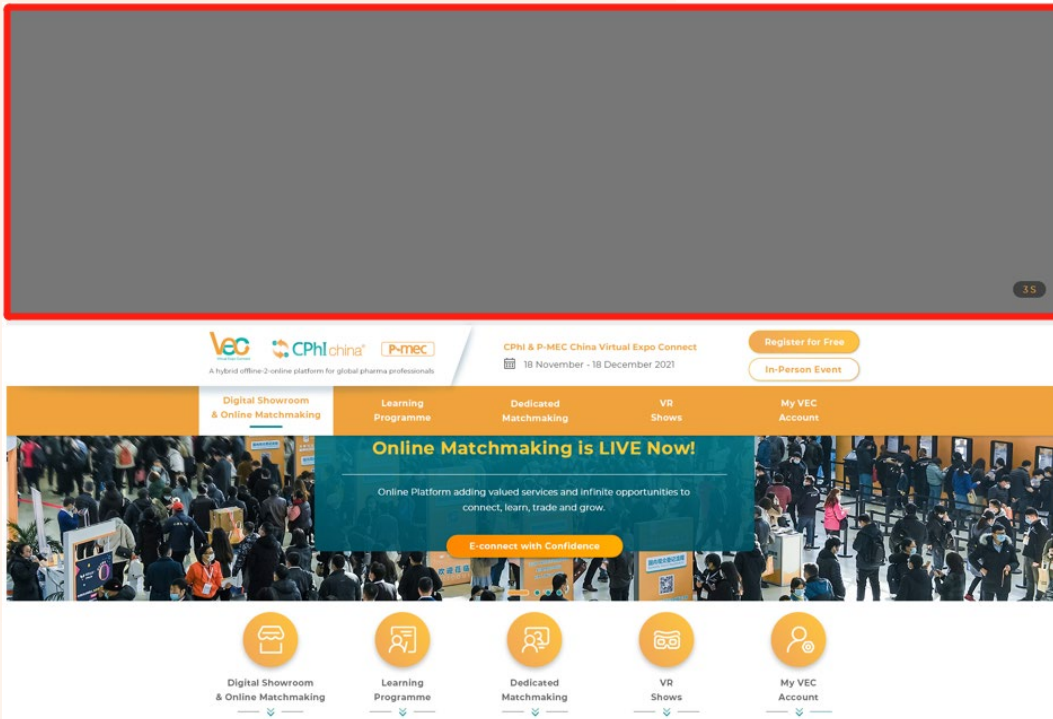 3 S
Vec
CPhI china
P-mec
A hybrid offline-2-online platform for global pharma professionals
CPhI & P-MEC China Virtual Expo Connect
18 November - 18 December 2021
Register for Free
In-Person Event
Digital Showroom
& Online Matchmaking
Learning
Programme
Dedicated
Matchmaking
VR
Shows
My VEC
Account
Online Matchmaking is LIVE Now!
Online Platform adding valued services and infinite opportunities to
connect, learn, trade and grow.
E-connect with Confidence
Digital Showroom
& Online Matchmaking
Learning
Programme
Dedicated
Matchmaking
VR
Shows
My VEC
Account